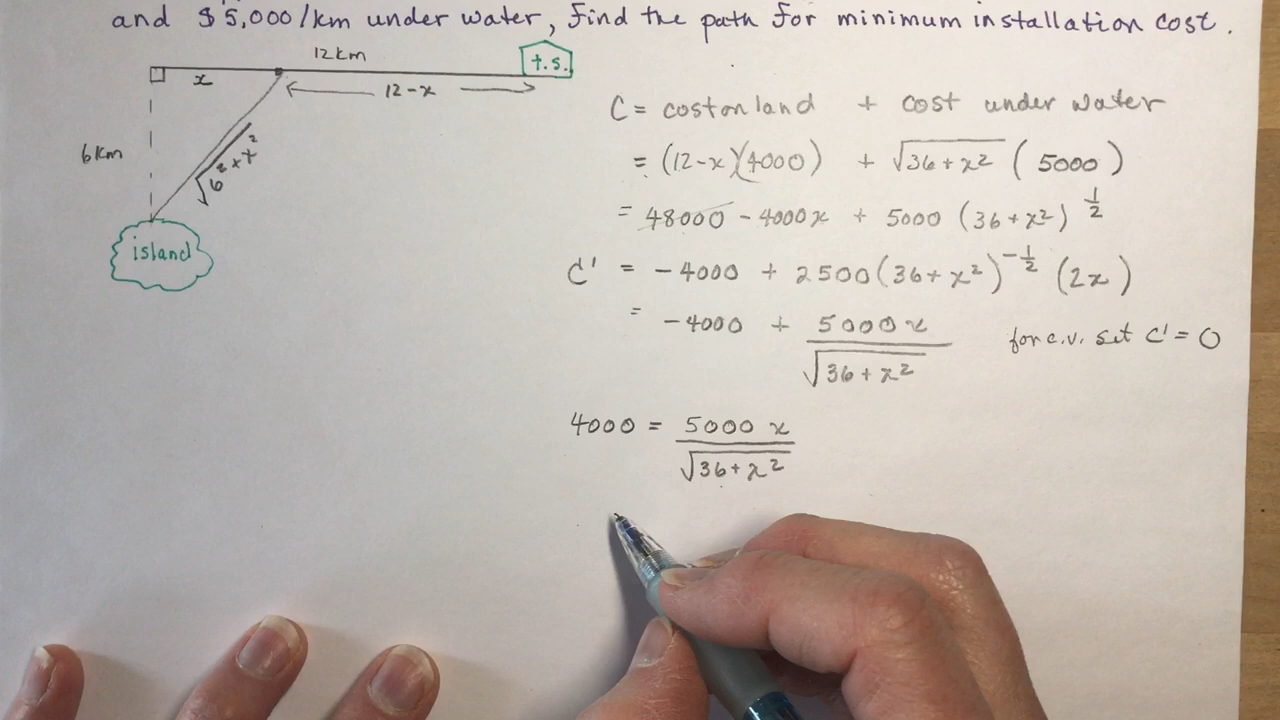 and $5,000/km under water, find the path for minimum installation cost.
12km
t.s.
x
12-x
6km
√6²+x²
island
C = cost on land + cost under water
= (12-x)(4000) + √36+x² (5000)
= 48000 - 4000x + 5000 (36+x²)^1/2
C' = -4000 + 2500(36+x²)^-1/2 (2x)
= -4000 + 5000x / √36+x² for c.v. set C' = 0
4000 = 5000 x / √36+x²